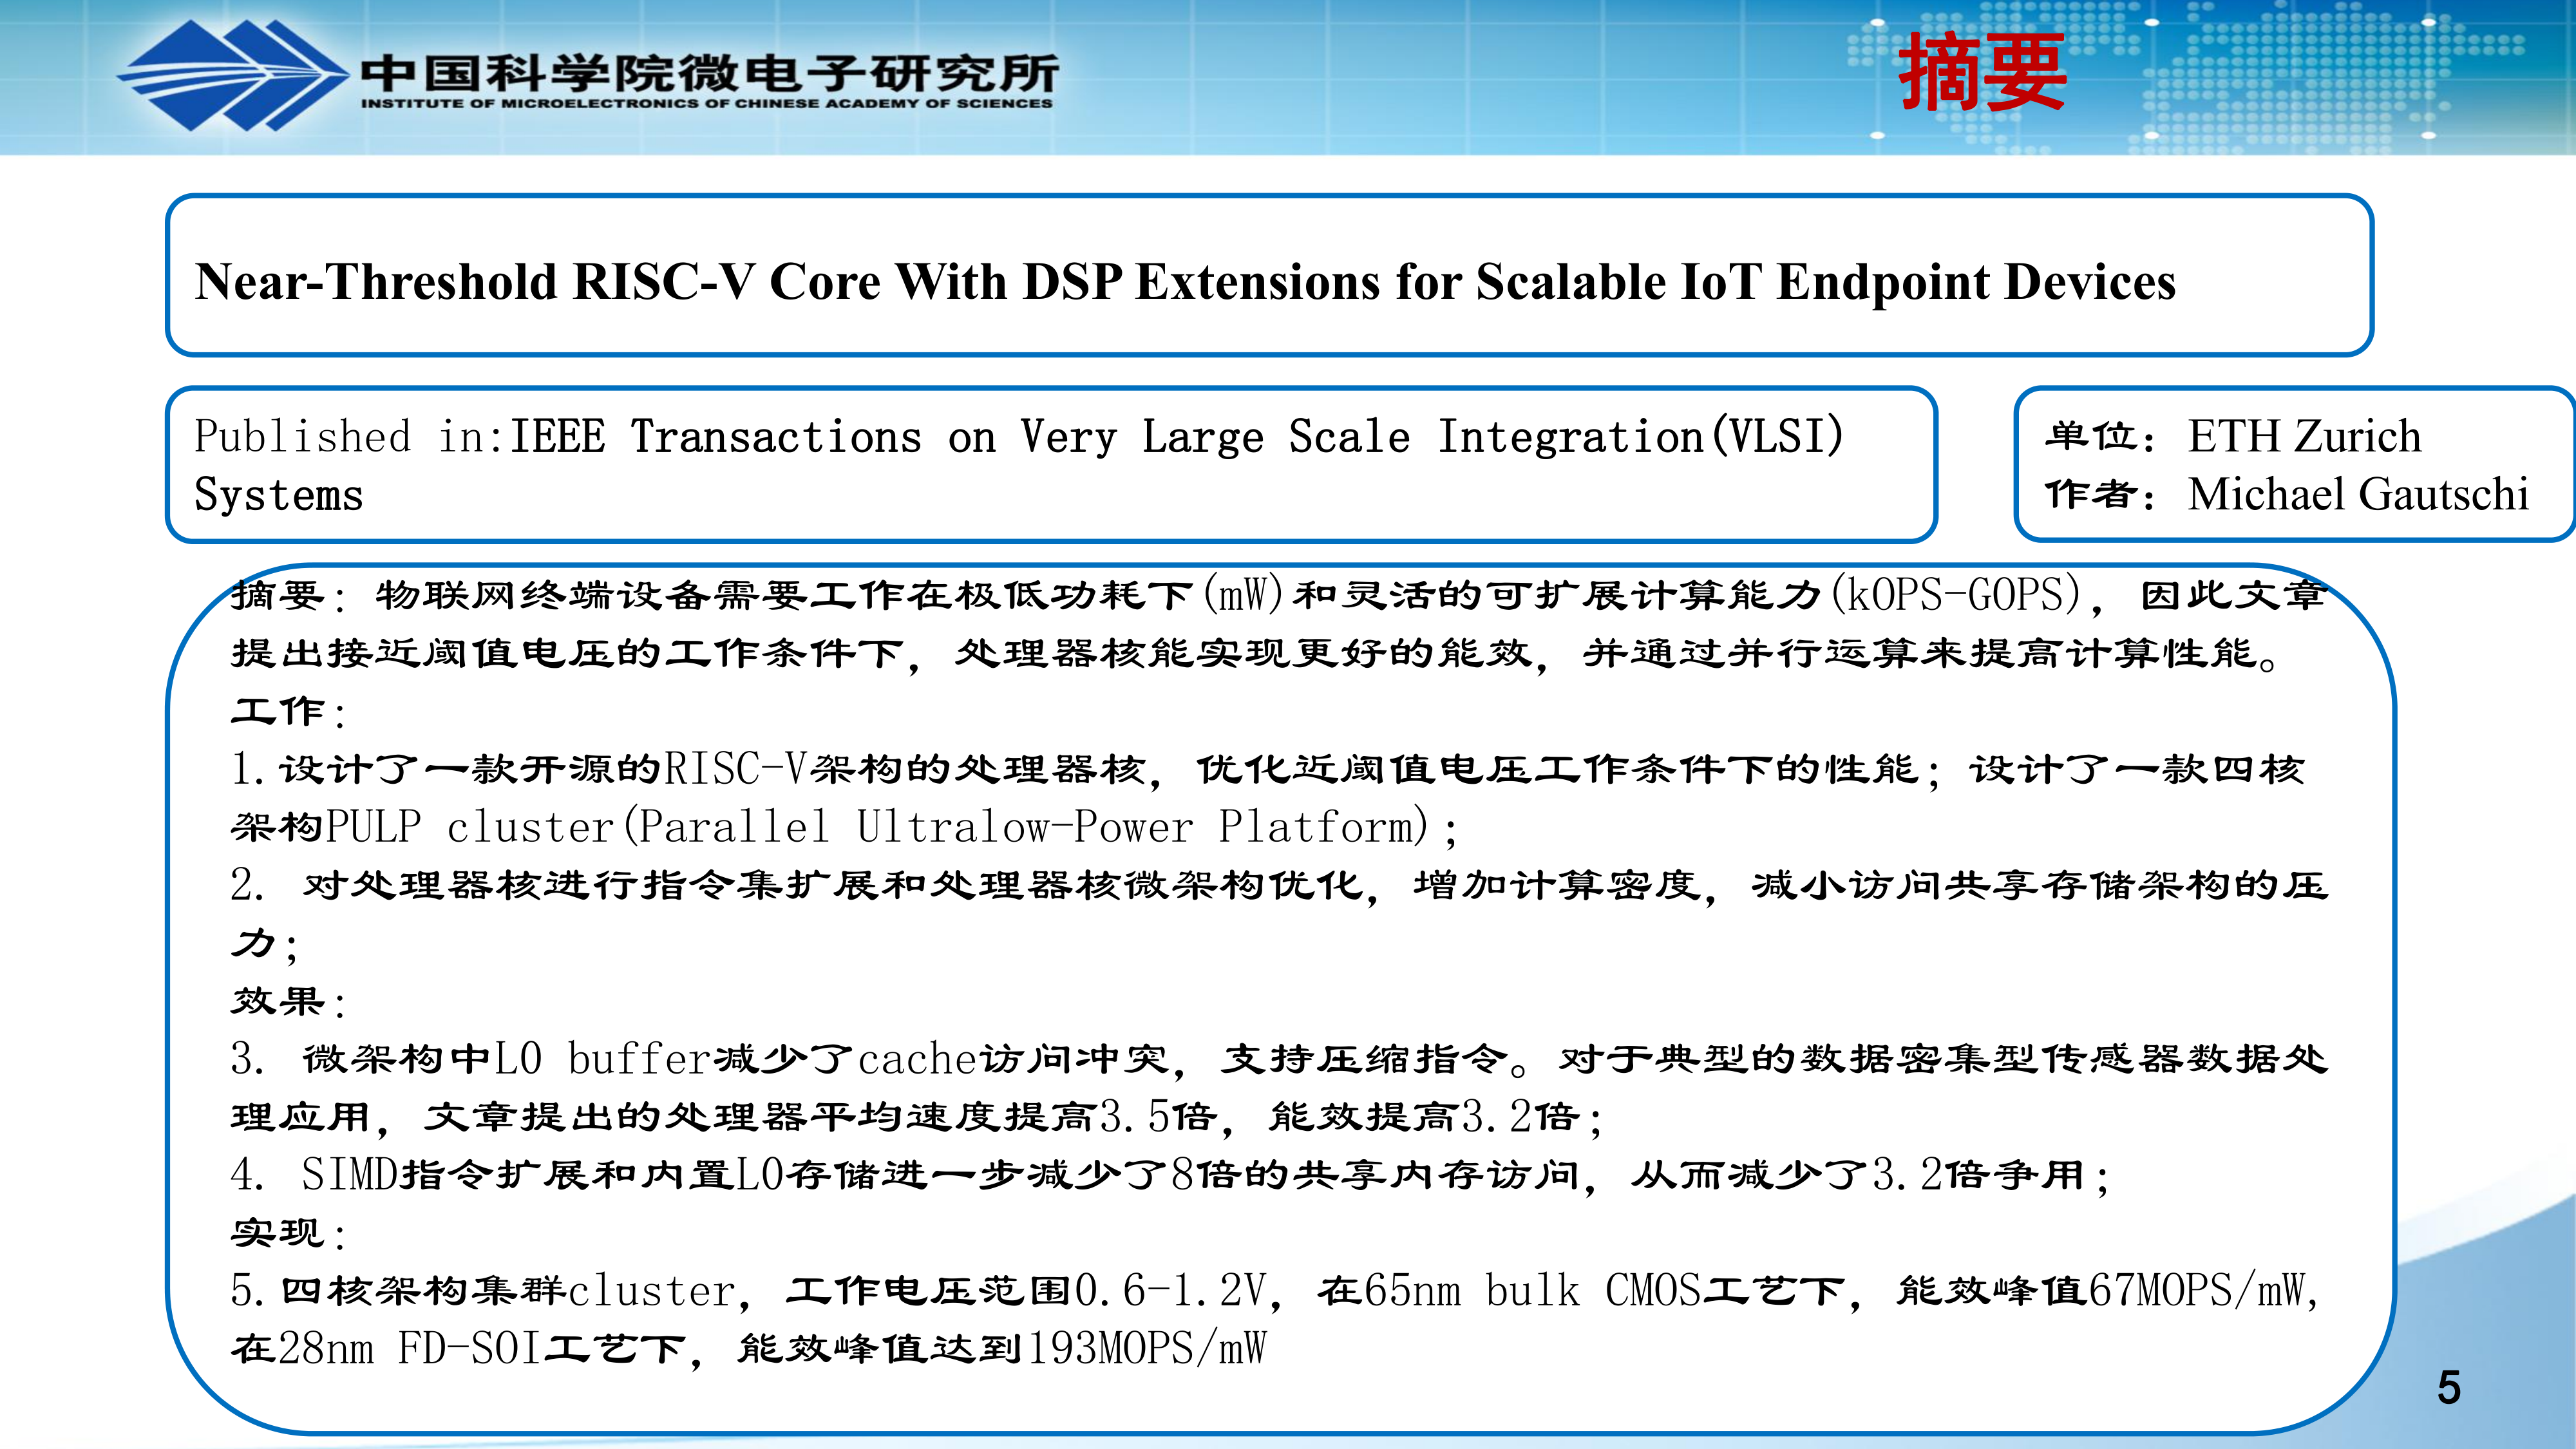 中国科学院微电子研究所
INSTITUTE OF MICROELECTRONICS OF CHINESE ACADEMY OF SCIENCES
摘要
Near-Threshold RISC-V Core With DSP Extensions for Scalable IoT Endpoint Devices
Published in:IEEE Transactions on Very Large Scale Integration(VLSI)
Systems
单位：ETH Zurich
作者：Michael Gautschi
摘要：物联网终端设备需要工作在极低功耗下(mW)和灵活的可扩展计算能力(kOPS-GOPS)，因此文章
提出接近阈值电压的工作条件下，处理器核能实现更好的能效，并通过并行运算来提高计算性能。
工作：
1.设计了一款开源的RISC-V架构的处理器核，优化近阈值电压工作条件下的性能；设计了一款四核
架构PULP cluster(Parallel Ultralow-Power Platform)；
2. 对处理器核进行指令集扩展和处理器核微架构优化，增加计算密度，减小访问共享存储架构的压
力；
效果：
3. 微架构中L0 buffer减少了cache访问冲突，支持压缩指令。对于典型的数据密集型传感器数据处
理应用，文章提出的处理器平均速度提高3.5倍，能效提高3.2倍；
4. SIMD指令扩展和内置L0存储进一步减少了8倍的共享内存访问，从而减少了3.2倍争用；
实现：
5.四核架构集群cluster，工作电压范围0.6-1.2V，在65nm bulk CMOS工艺下，能效峰值67MOPS/mW,
在28nm FD-SOI工艺下，能效峰值达到193MOPS/mW
5